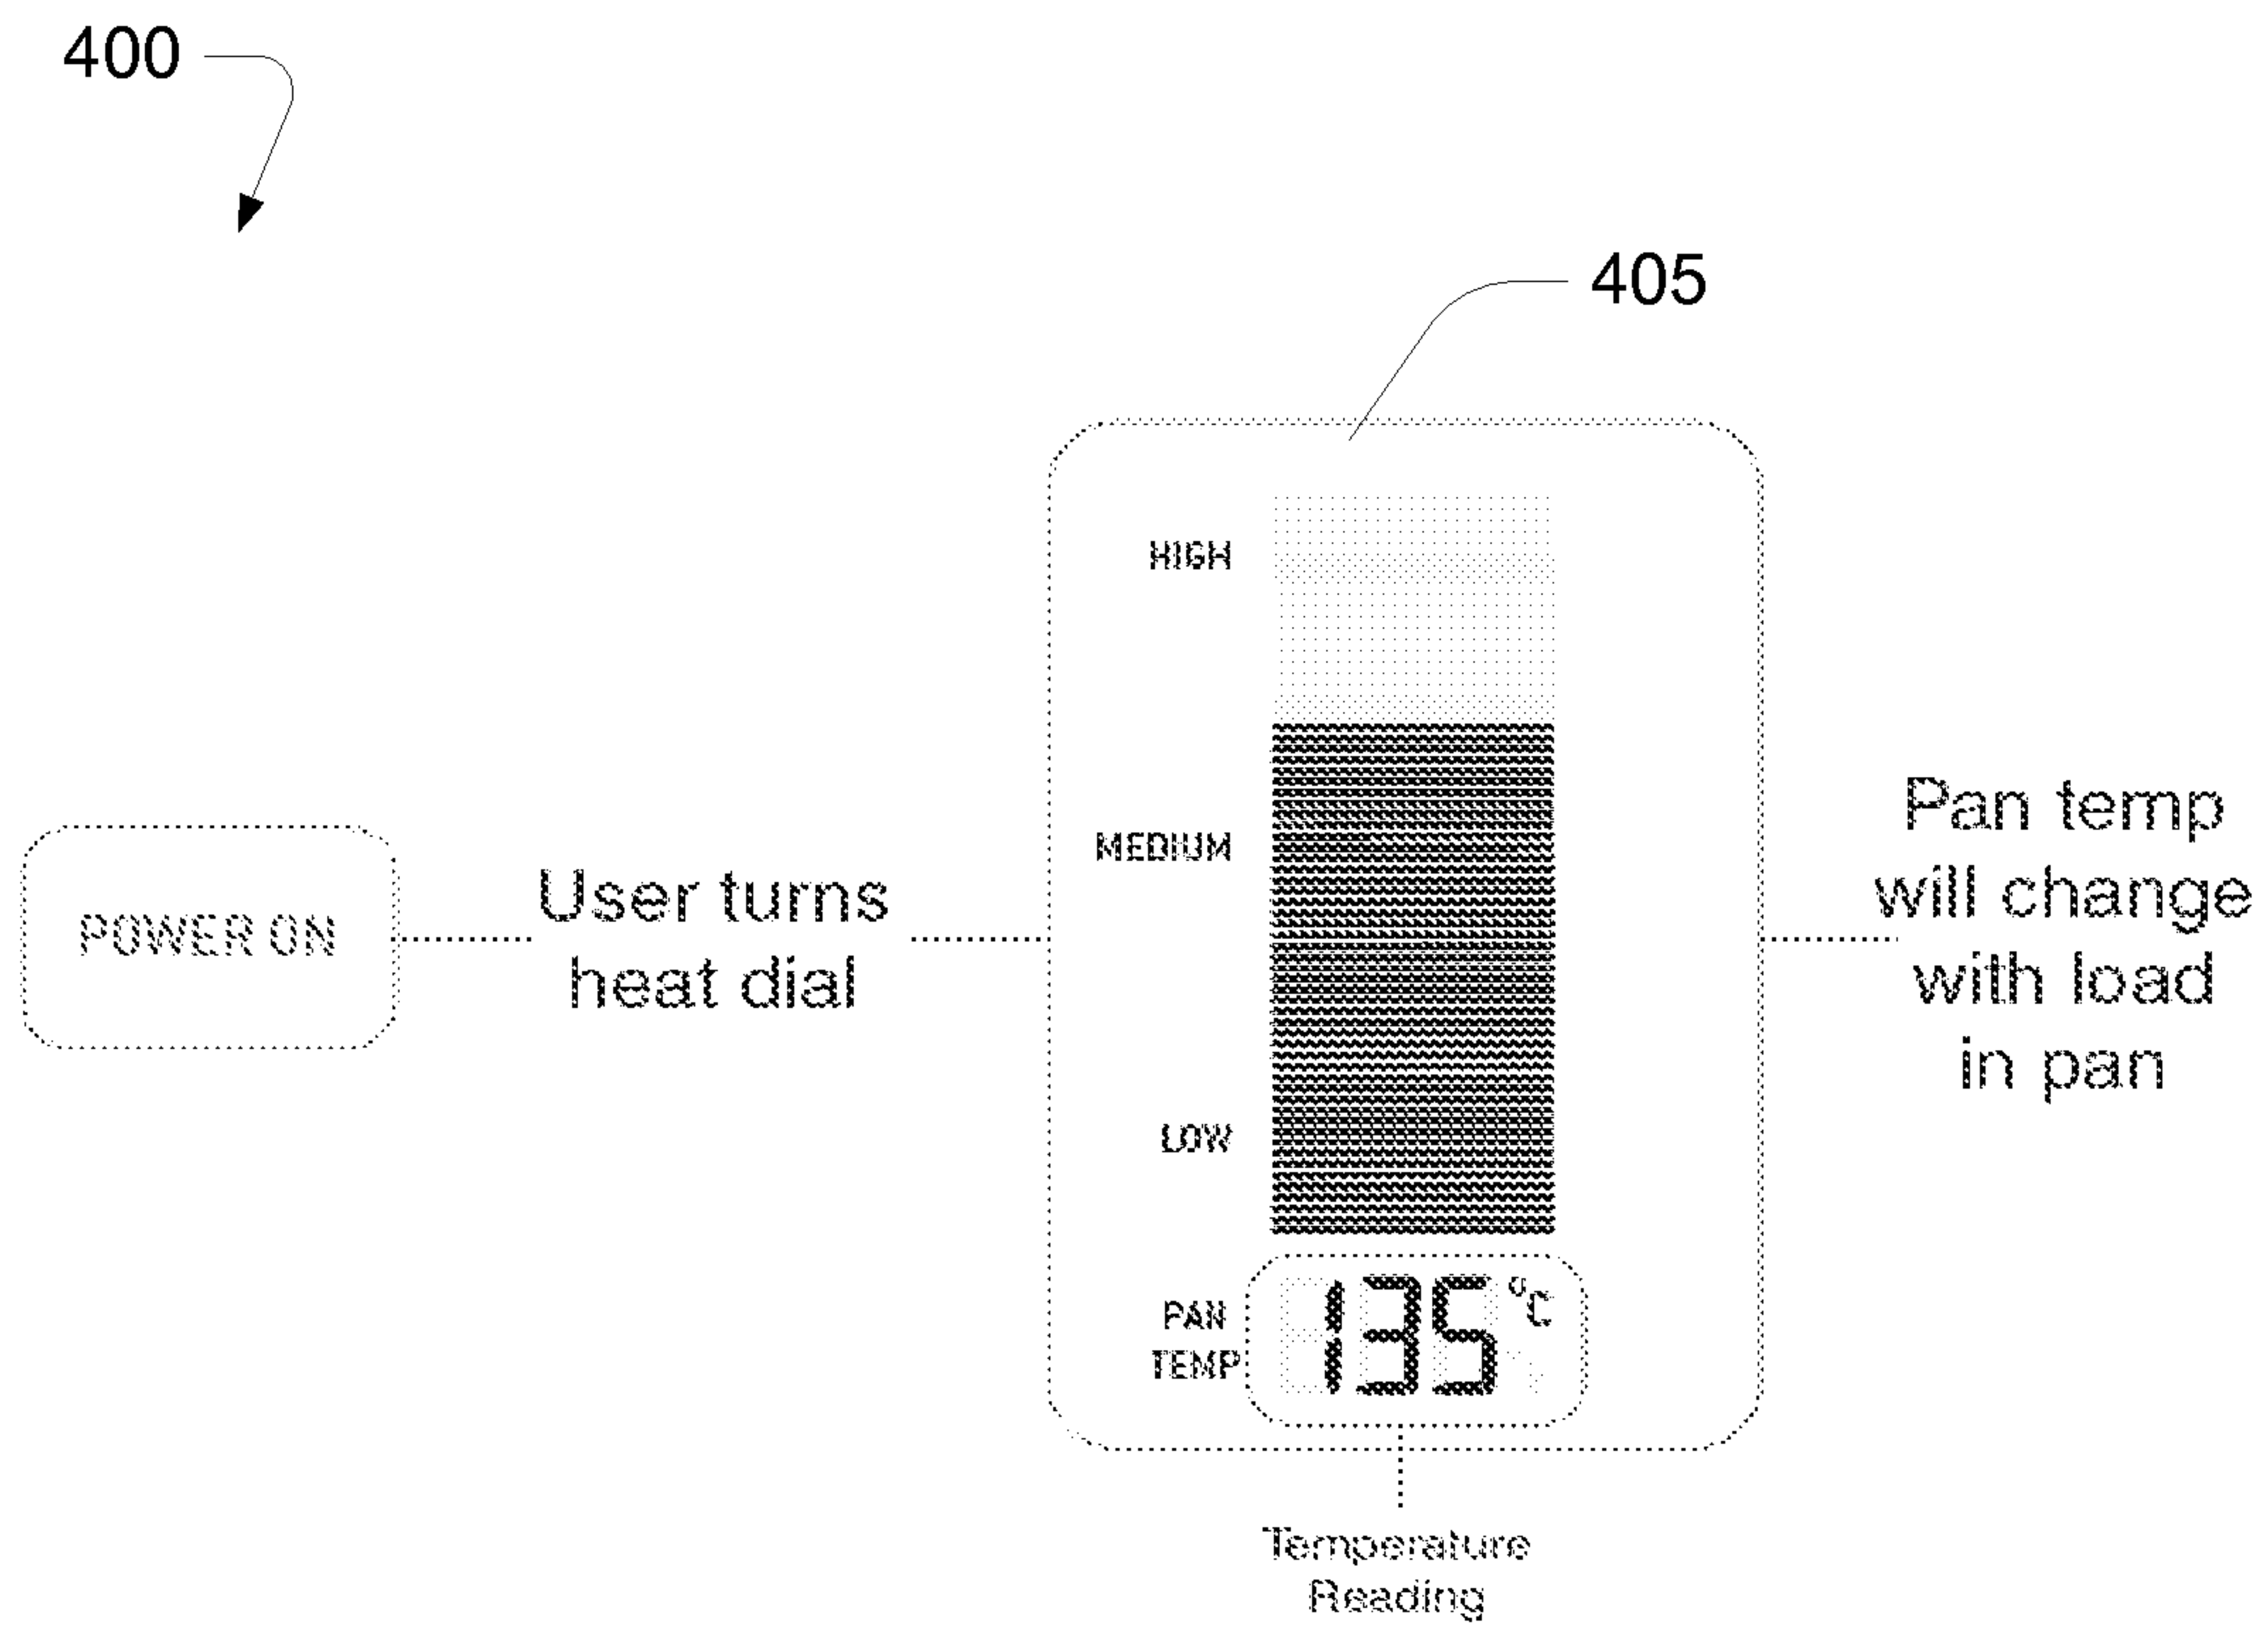 400
405
HIGH
MEDIUM
LOW
PAN
TEMP
135 °C
POWER ON
User turns
heat dial
Pan temp
will change
with load
in pan
Temperature
Reading